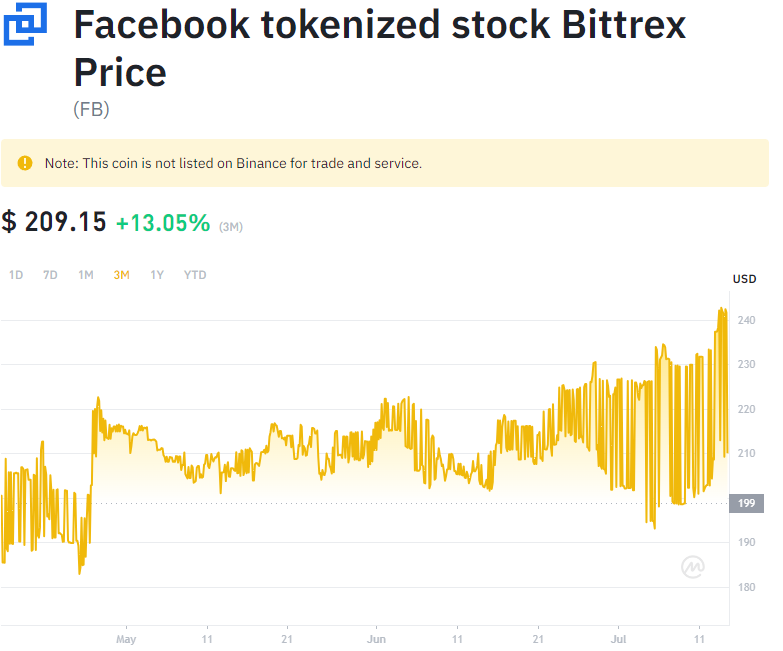 Facebook tokenized stock Bittrex
Price
(FB)
Note: This coin is not listed on Binance for trade and service.
$ 209.15 +13.05% (3M)
1D 7D 1M 3M 1Y YTD
USD
240
230
220
210
199
190
180
May 11 21 Jun 11 21 Jul 11